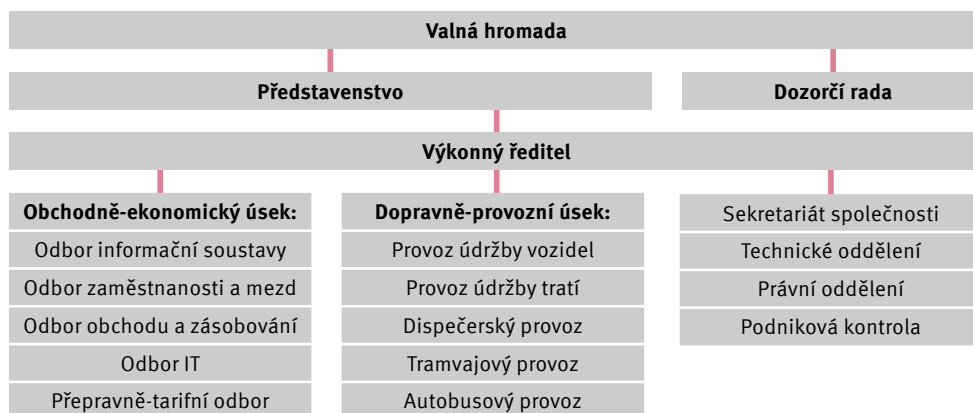 Valná hromada
Představenstvo
Dozorčí rada
Výkonný ředitel
Obchodně-ekonomický úsek:
Odbor informační soustavy
Odbor zaměstnanosti a mezd
Odbor obchodu a zásobování
Odbor IT
Přepravně-tarifní odbor
Dopravně-provozní úsek:
Provoz údržby vozidel
Provoz údržby tratí
Dispečerský provoz
Tramvajový provoz
Autobusový provoz
Sekretariát společnosti
Technické oddělení
Právní oddělení
Podniková kontrola